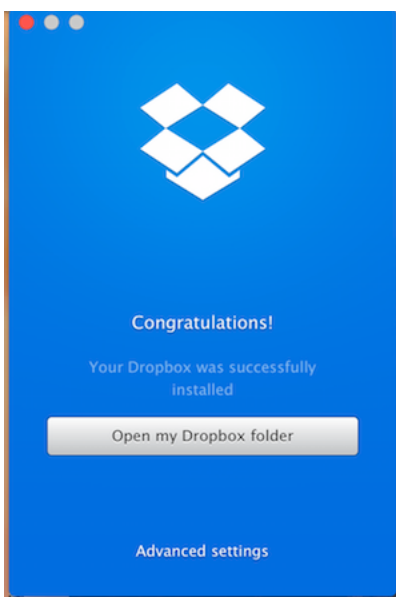 Congratulations!
Your Dropbox was successfully
installed
Open my Dropbox folder
Advanced settings